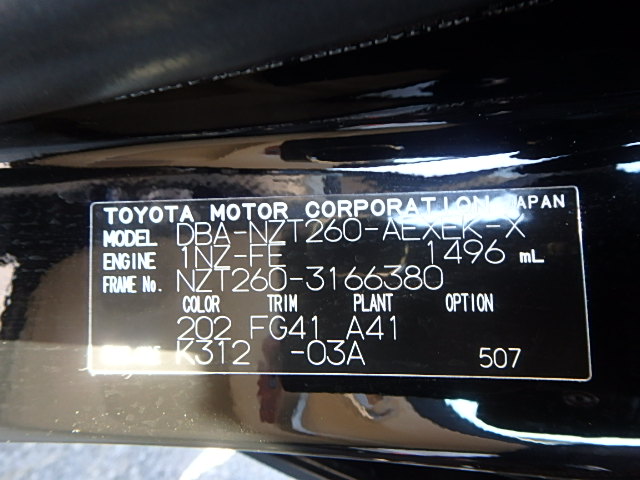 TOYOTA MOTOR CORPORATION JAPAN
MODEL DBA-NZT260-AEXEK-X
ENGINE 1NZ-FE 1496 mL
FRAME No. NZT260-3166380
COLOR TRIM PLANT OPTION
202 FG41 A41
K312 -03A 507